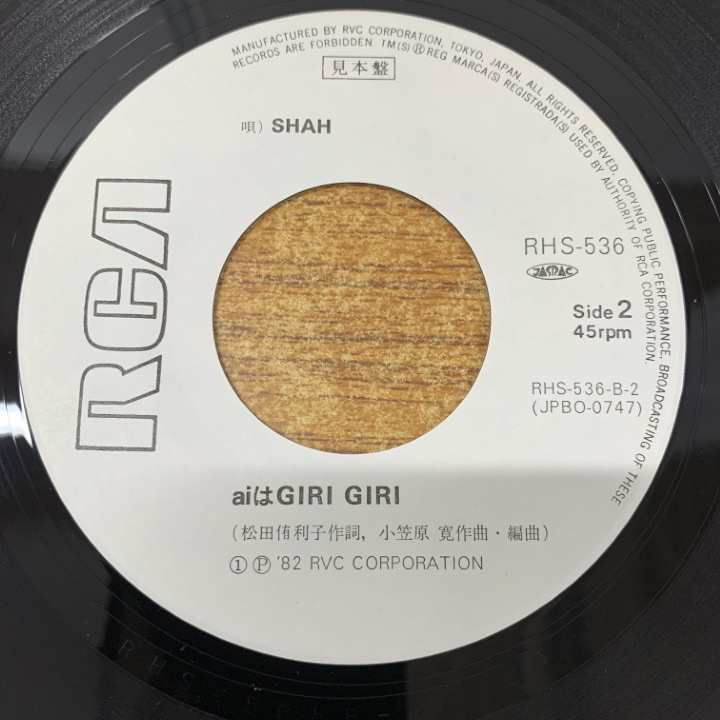 MANUFACTURED BY RVC CORPORATION, TOKYO, JAPAN. ALL RIGHTS RESERVED. COPYING PUBLIC PERFORMANCE, BROADCASTING OF THESE
RECORDS ARE FORBIDDEN. TM(S) ® REG MARCA(S) REGISTRADA(S) USED BY AUTHORITY OF RCA CORPORATION.
見本盤
唄) SHAH
RCA
RHS-536
JASRAC
Side 2
45rpm
RHS-536-B-2
(JPBO-0747)
aiはGIRI GIRI
(松田侑利子作詞, 小笠原 寛作曲・編曲)
① Ⓟ '82 RVC CORPORATION